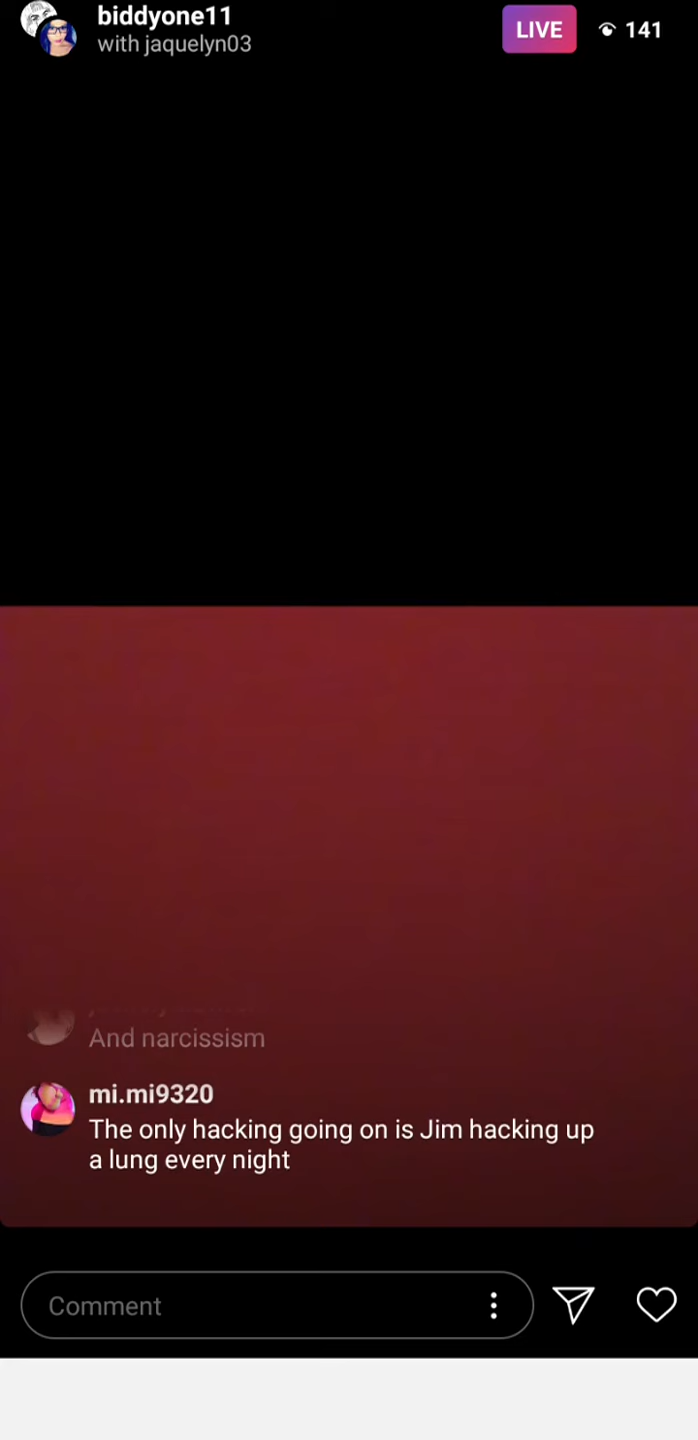 biddyone11
with jaquelyn03
LIVE
141
And narcissism
mi.mi9320
The only hacking going on is Jim hacking up
a lung every night
Comment